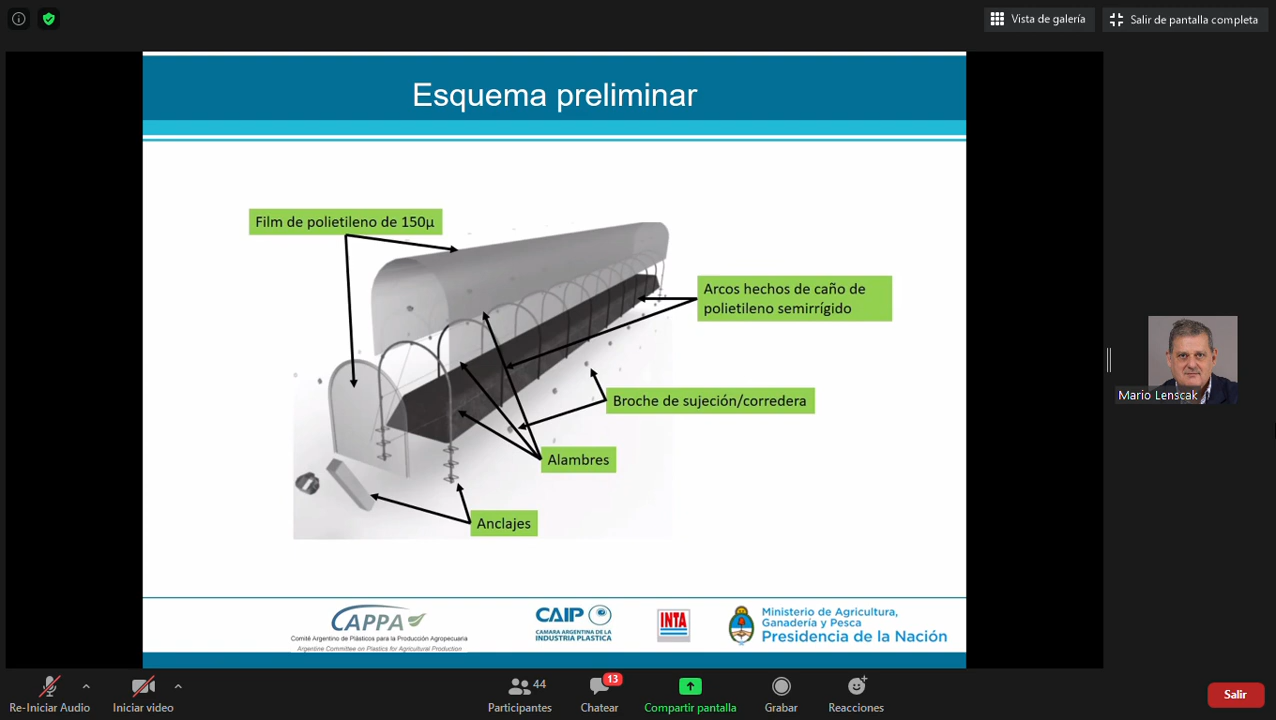 Vista de galería
Salir de pantalla completa
Esquema preliminar
Film de polietileno de 150µ
Arcos hechos de caño de
polietileno semirrígido
Broche de sujeción/corredera
Alambres
Anclajes
Mario Lenscak
CAPPA
Comité Argentino de Plásticos para la Producción Agropecuaria
Argentine Committee on Plastics for Agricultural Production
CAIP
CAMARA ARGENTINA DE LA
INDUSTRIA PLASTICA
INTA
Ministerio de Agricultura,
Ganadería y Pesca
Presidencia de la Nación
Re-Iniciar Audio
Iniciar video
44
Participantes
13
Chatear
Compartir pantalla
Grabar
Reacciones
Salir